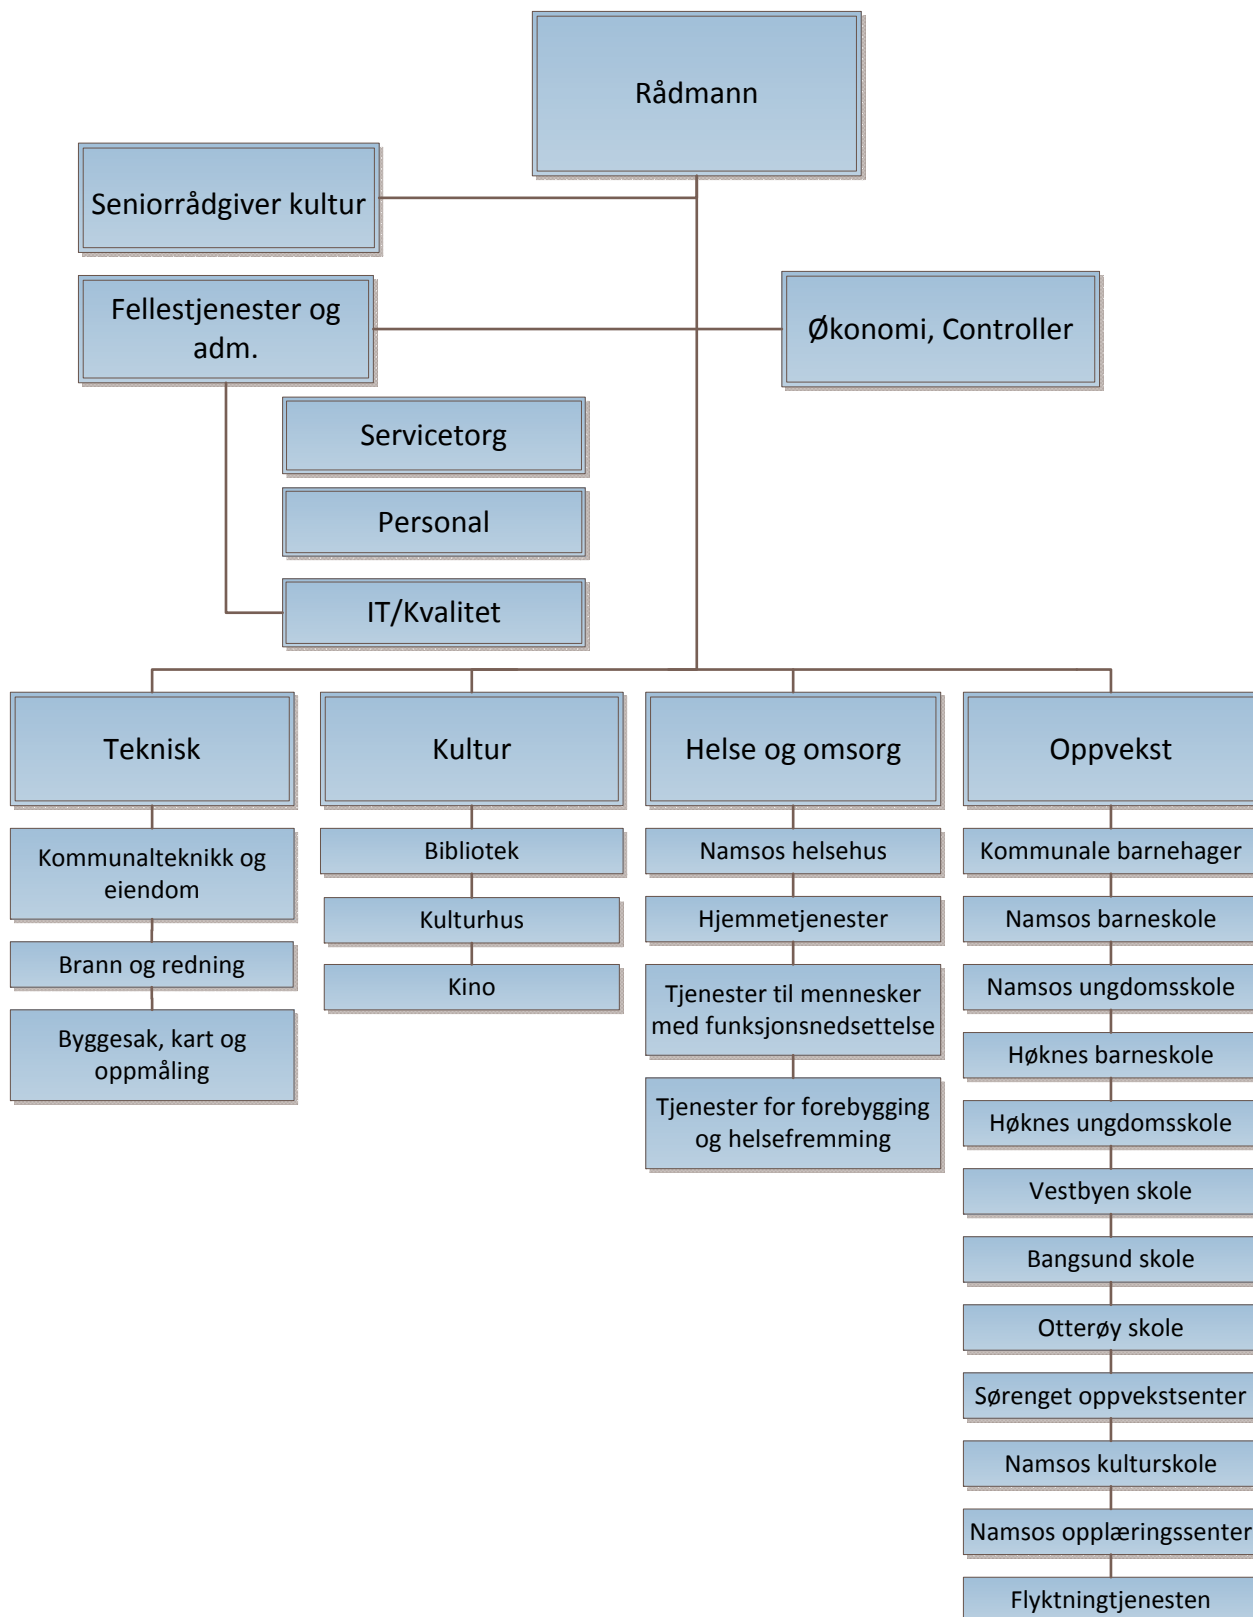 Rådmann
Seniorrådgiver kultur
Fellestjenester og
adm.
Økonomi, Controller
Servicetorg
Personal
IT/Kvalitet
Teknisk
Kultur
Helse og omsorg
Oppvekst
Kommunalteknikk og
eiendom
Brann og redning
Byggesak, kart og
oppmåling
Bibliotek
Kulturhus
Kino
Namsos helsehus
Hjemmetjenester
Tjenester til mennesker
med funksjonsnedsettelse
Tjenester for forebygging
og helsefremming
Kommunale barnehager
Namsos barneskole
Namsos ungdomsskole
Høknes barneskole
Høknes ungdomsskole
Vestbyen skole
Bangsund skole
Otterøy skole
Sørenget oppvekstsenter
Namsos kulturskole
Namsos opplæringssenter
Flyktningtjenesten